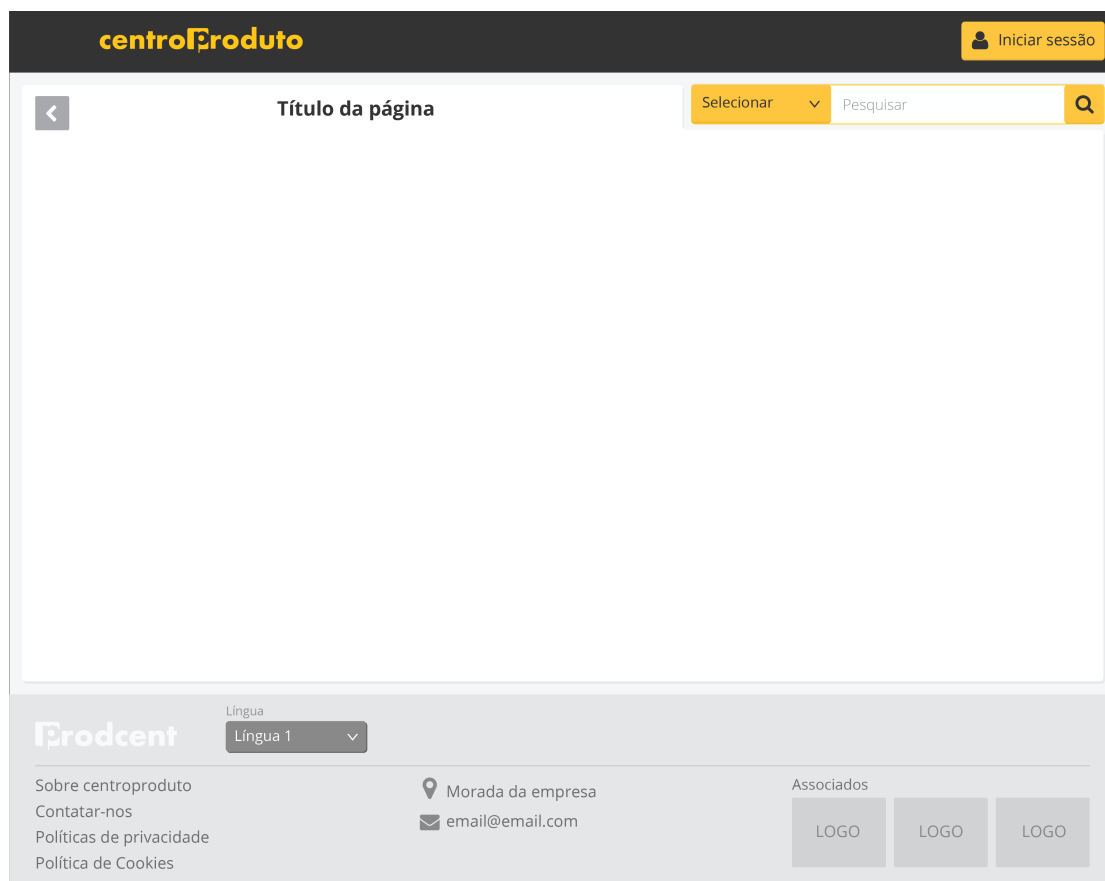 centroProduto
Iniciar sessão
Título da página
Selecionar
Pesquisar
Língua
Prodcent
Língua 1
Sobre centroproduto
Contatar-nos
Políticas de privacidade
Política de Cookies
Morada da empresa
email@email.com
Associados
LOGO LOGO LOGO